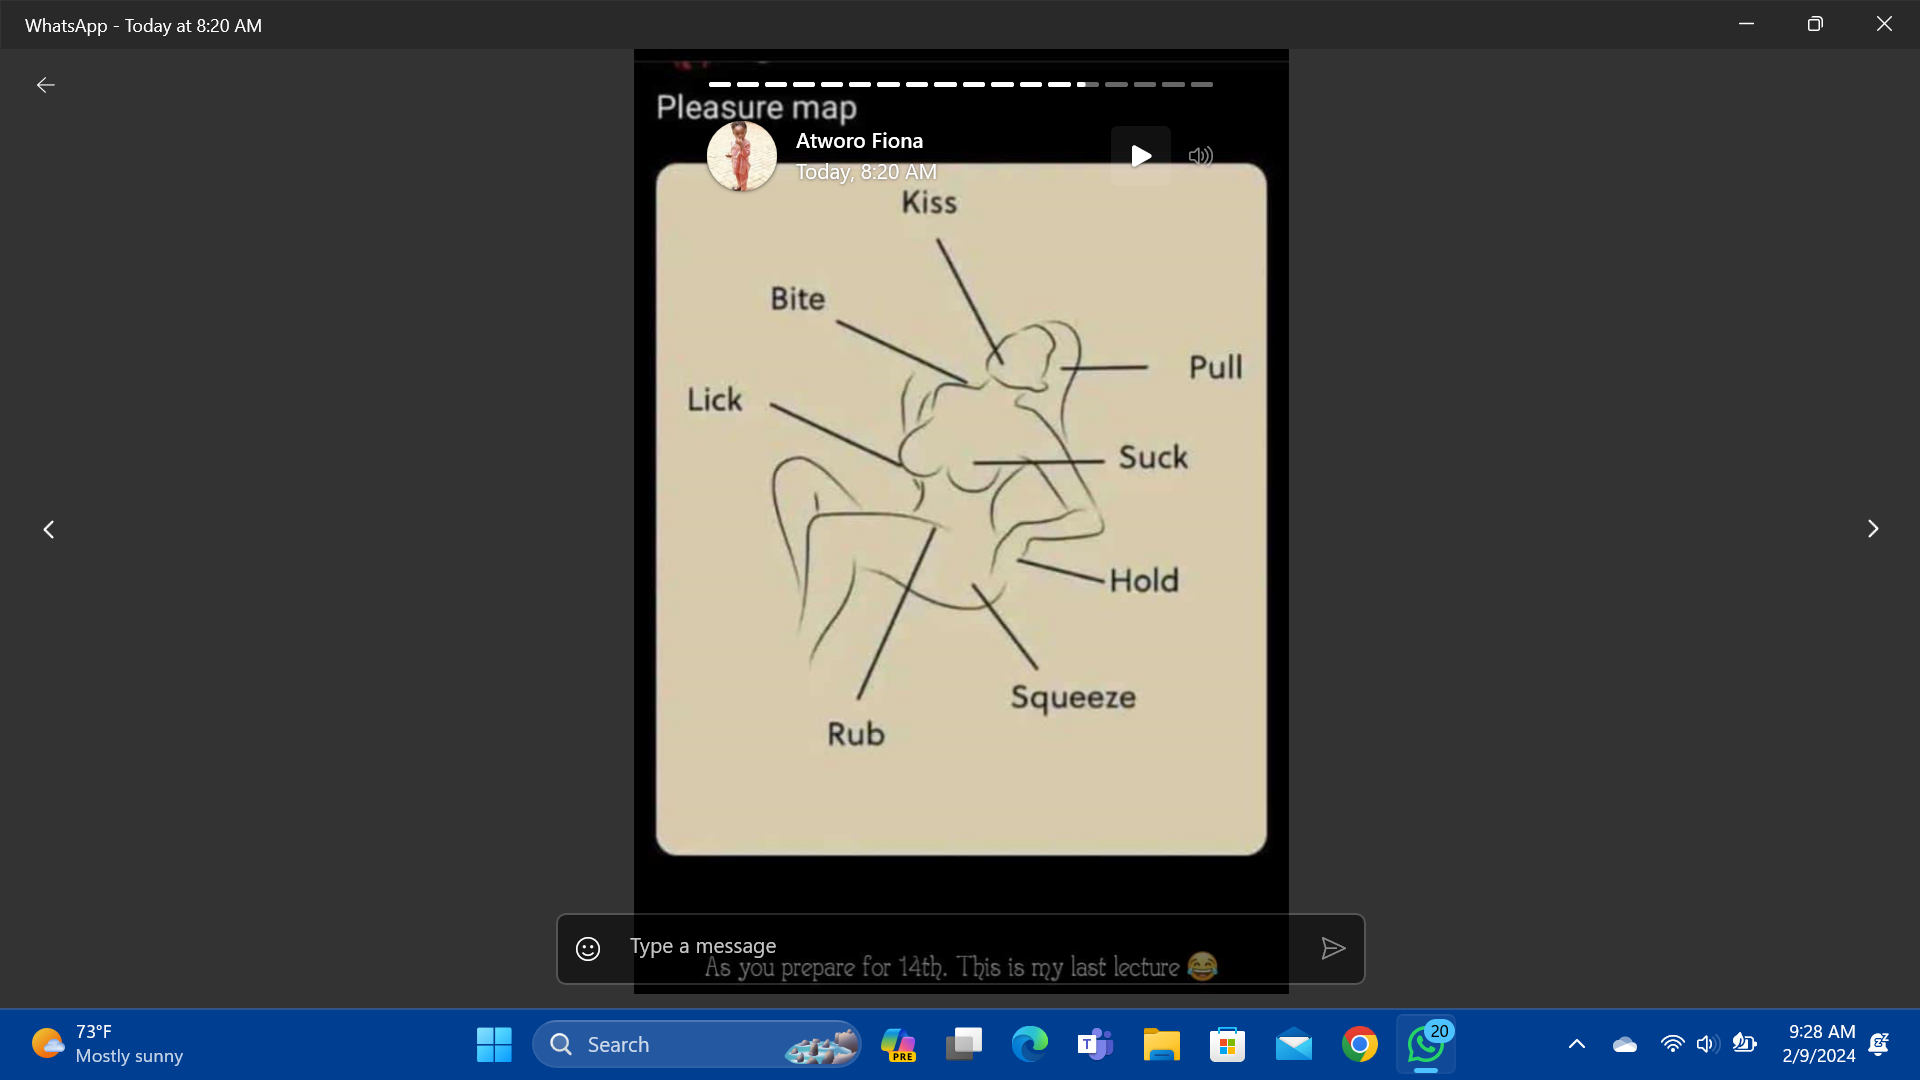 WhatsApp - Today at 8:20 AM
Pleasure map
Atworo Fiona
Today, 8:20 AM
Kiss
Bite
Pull
Lick
Suck
Hold
Squeeze
Rub
Type a message
As you prepare for 14th. This is my last lecture 😂
73°F
Mostly sunny
Search
PRE
T
20
9:28 AM
2/9/2024